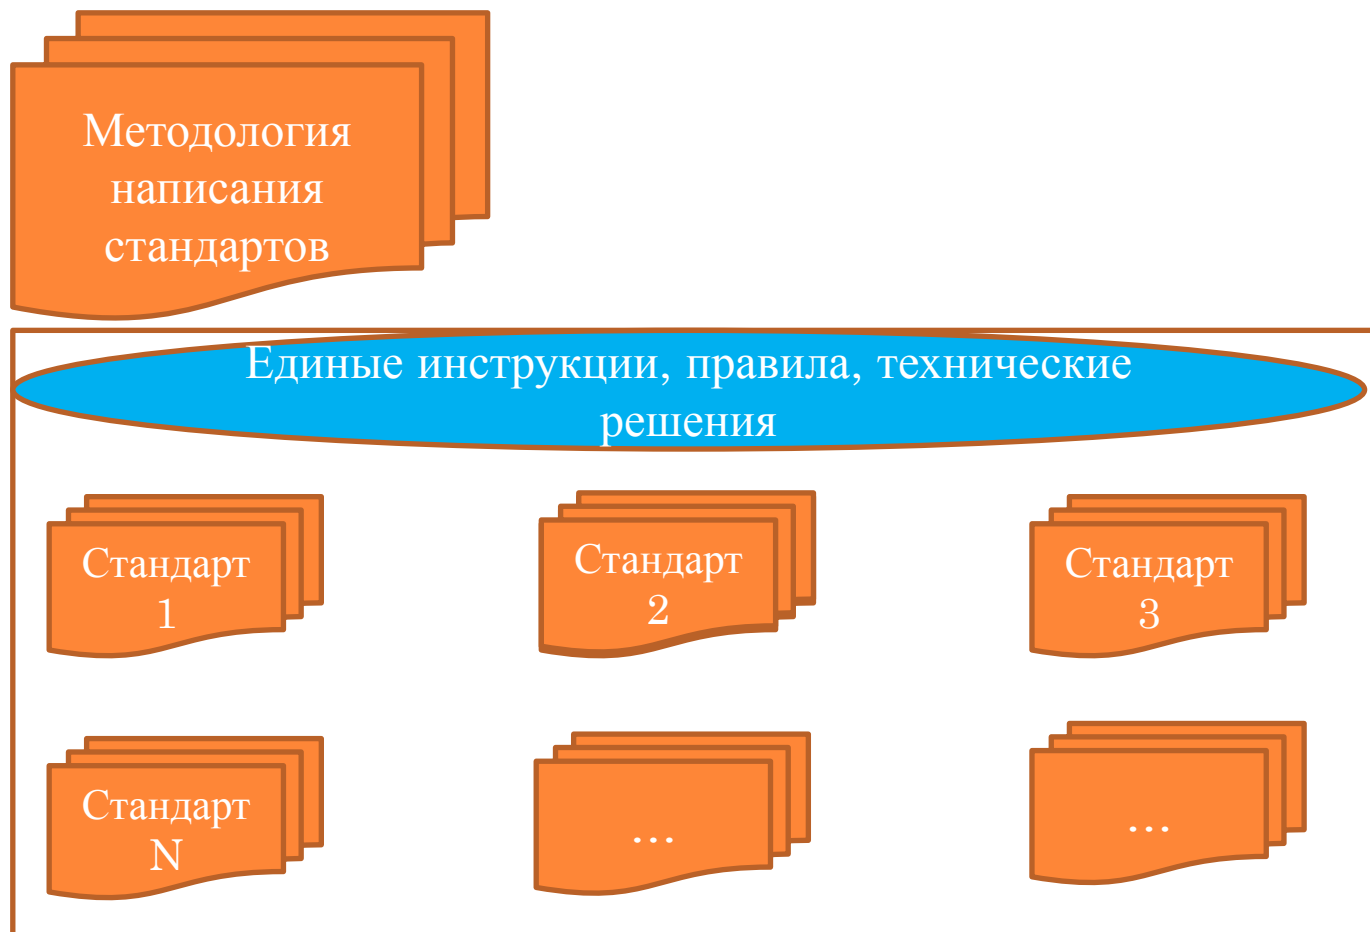 Методология
написания
стандартов
Единые инструкции, правила, технические
решения
Стандарт
1
Стандарт
2
Стандарт
3
Стандарт
N
...
...